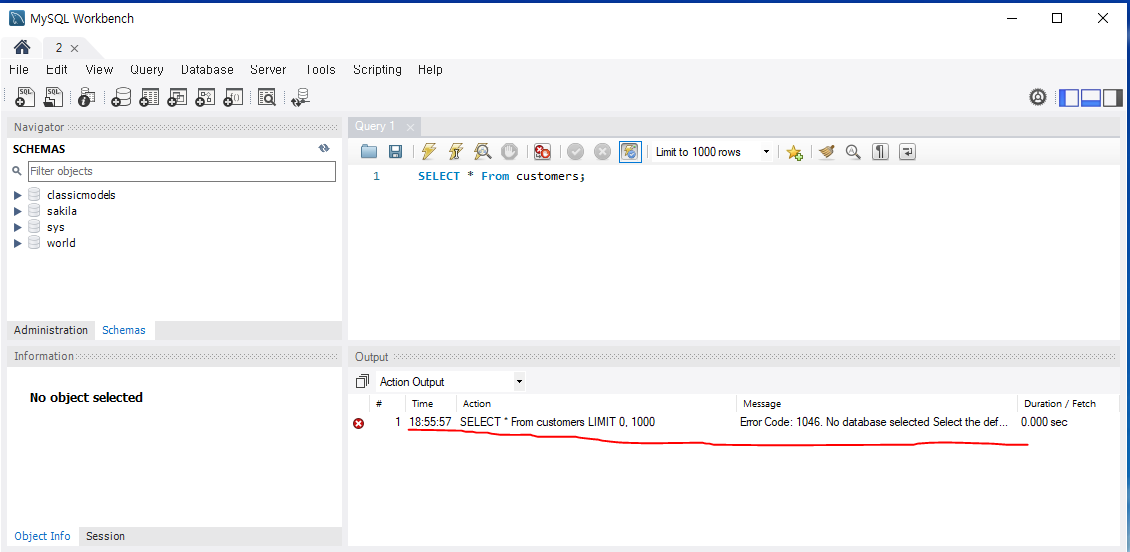 MySQL Workbench
2
File Edit View Query Database Server Tools Scripting Help
Navigator
SCHEMAS
Filter objects
classicmodels
sakila
sys
world
Administration Schemas
Information
No object selected
Object Info Session
Query 1
Limit to 1000 rows
1 SELECT * From customers;
Output
Action Output
# Time Action Message Duration / Fetch
1 18:55:57 SELECT * From customers LIMIT 0, 1000 Error Code: 1046. No database selected Select the def... 0.000 sec